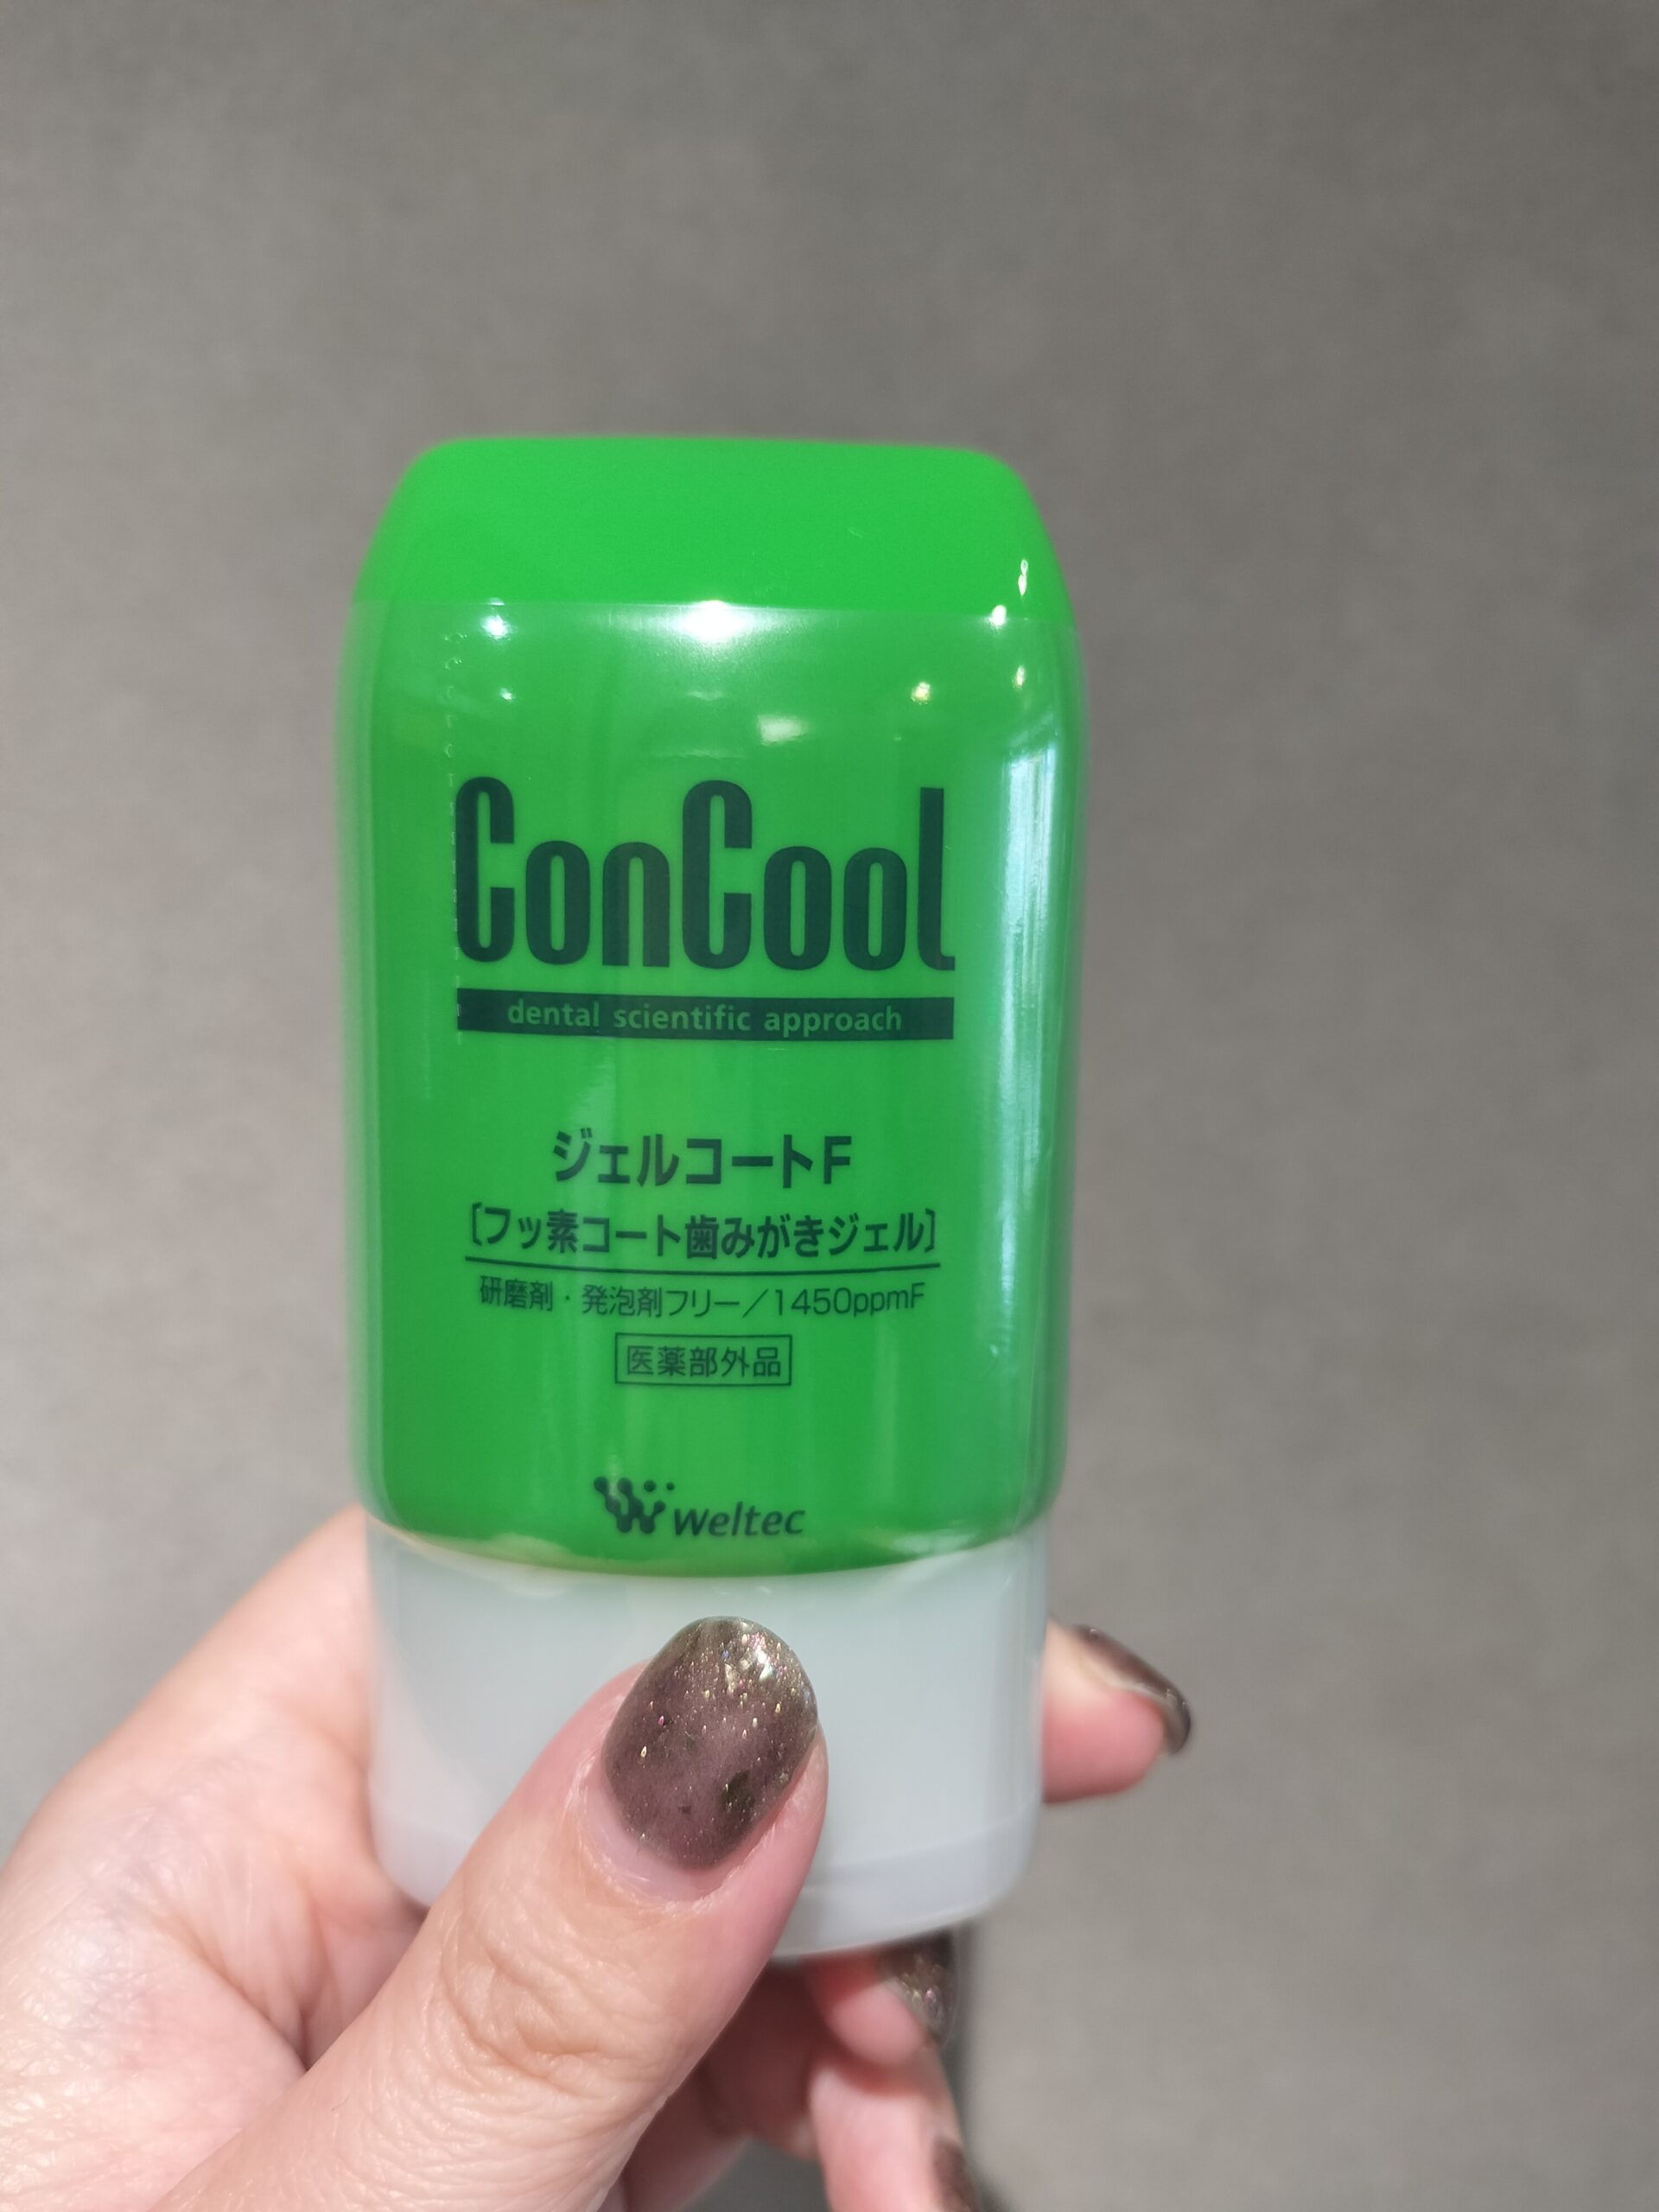 ConCool
dental scientific approach
ジェルコートF
[フッ素コート歯みがきジェル]
研磨剤・発泡剤フリー/1450ppmF
医薬部外品
weltec